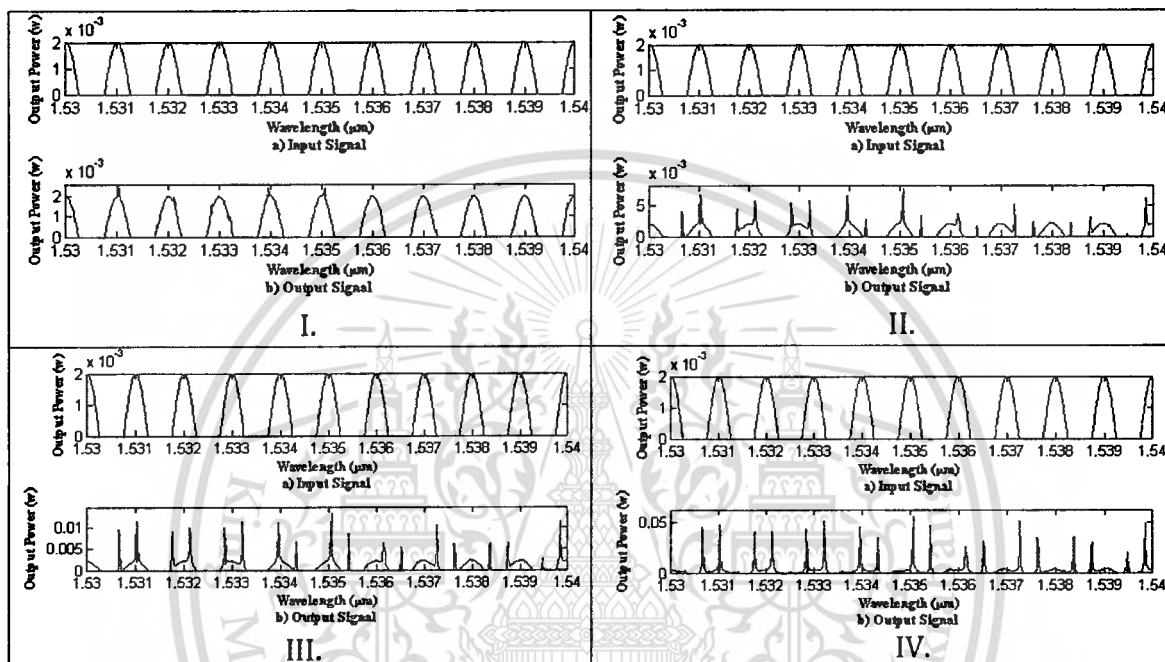 x 10⁻³
Output Power (w)
2
1
0
1.53 1.531 1.532 1.533 1.534 1.535 1.536 1.537 1.538 1.539 1.54
Wavelength (μm)
a) Input Signal
x 10⁻³
Output Power (w)
2
1
0
1.53 1.531 1.532 1.533 1.534 1.535 1.536 1.537 1.538 1.539 1.54
Wavelength (μm)
b) Output Signal
I.
x 10⁻³
Output Power (w)
2
1
0
1.53 1.531 1.532 1.533 1.534 1.535 1.536 1.537 1.538 1.539 1.54
Wavelength (μm)
a) Input Signal
x 10⁻³
Output Power (w)
5
0
1.53 1.531 1.532 1.533 1.534 1.535 1.536 1.537 1.538 1.539 1.54
Wavelength (μm)
b) Output Signal
II.
x 10⁻³
Output Power (w)
2
1
0
1.53 1.531 1.532 1.533 1.534 1.535 1.536 1.537 1.538 1.539 1.54
Wavelength (μm)
a) Input Signal
Output Power (w)
0.01
0.005
0
1.53 1.531 1.532 1.533 1.534 1.535 1.536 1.537 1.538 1.539 1.54
Wavelength (μm)
b) Output Signal
III.
x 10⁻³
Output Power (w)
2
1
0
1.53 1.531 1.532 1.533 1.534 1.535 1.536 1.537 1.538 1.539 1.54
Wavelength (μm)
a) Input Signal
Output Power (w)
0.05
0
1.53 1.531 1.532 1.533 1.534 1.535 1.536 1.537 1.538 1.539 1.54
Wavelength (μm)
b) Output Signal
IV.